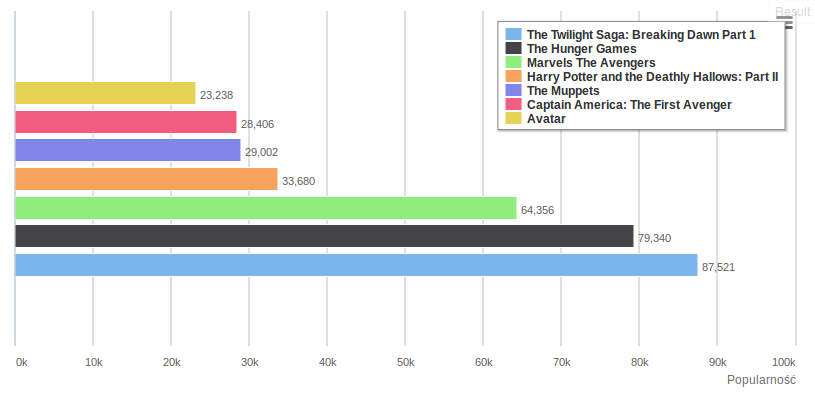 Result
The Twilight Saga: Breaking Dawn Part 1
The Hunger Games
Marvels The Avengers
Harry Potter and the Deathly Hallows: Part II
The Muppets
Captain America: The First Avenger
Avatar
23,238
28,406
29,002
33,680
64,356
79,340
87,521
0k 10k 20k 30k 40k 50k 60k 70k 80k 90k 100k
Popularność